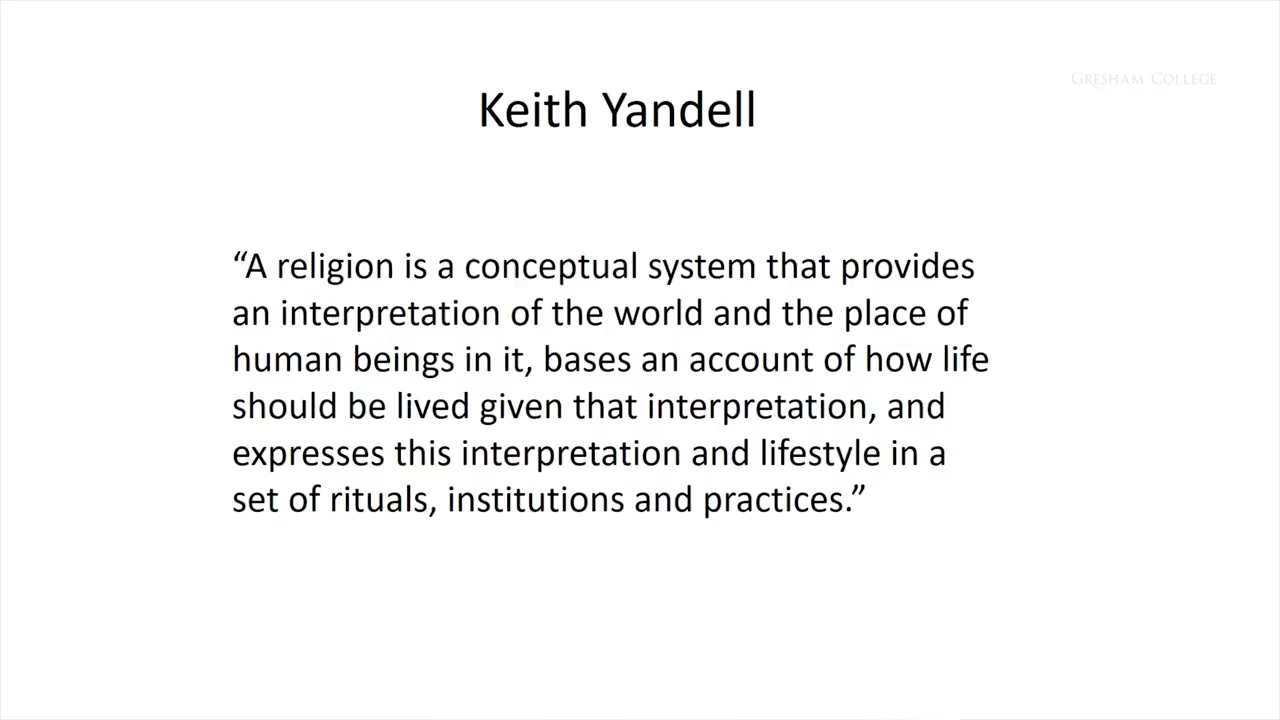 GRESHAM COLLEGE
Keith Yandell
“A religion is a conceptual system that provides
an interpretation of the world and the place of
human beings in it, bases an account of how life
should be lived given that interpretation, and
expresses this interpretation and lifestyle in a
set of rituals, institutions and practices.”